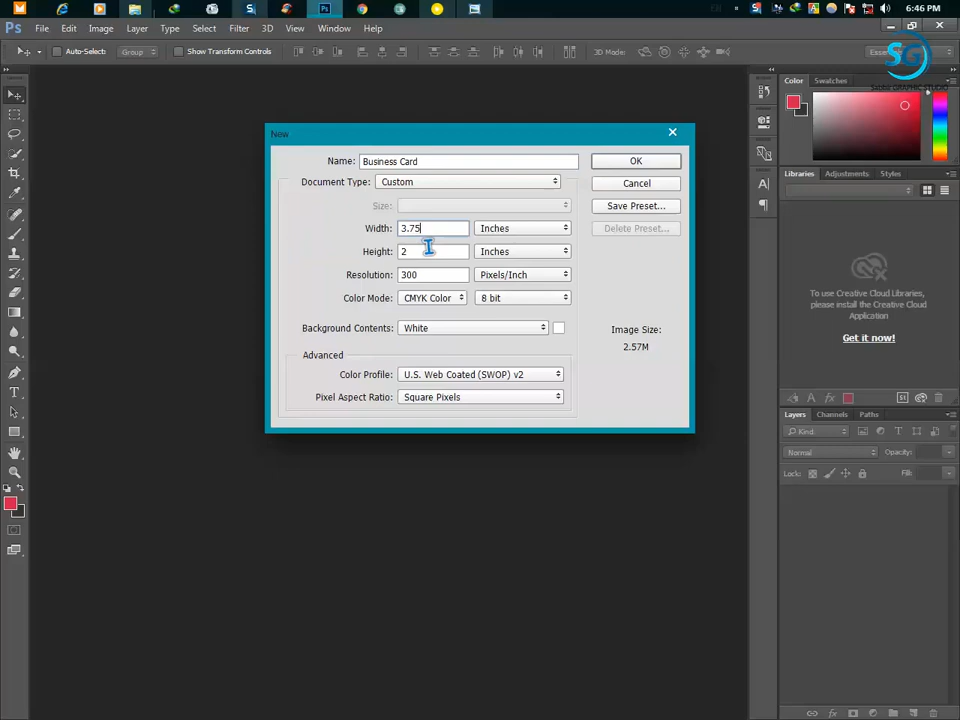 6:46 PM
Ps File Edit Image Layer Type Select Filter 3D View Window Help
Auto-Select: Group Show Transform Controls 3D Mode: Esse
SG
Color Swatches
New
Name: Business Card OK
Document Type: Custom Cancel
Size: Save Preset...
Width: 3.75 Inches Delete Preset...
Height: 2 Inches
Resolution: 300 Pixels/Inch
Color Mode: CMYK Color 8 bit
Background Contents: White
Image Size:
2.57M
Advanced
Color Profile: U.S. Web Coated (SWOP) v2
Pixel Aspect Ratio: Square Pixels
Libraries Adjustments Styles
To use Creative Cloud Libraries,
please install the Creative Cloud
Application
Get it now!
Layers Channels Paths
Kind
Normal Opacity:
Lock: Fill: